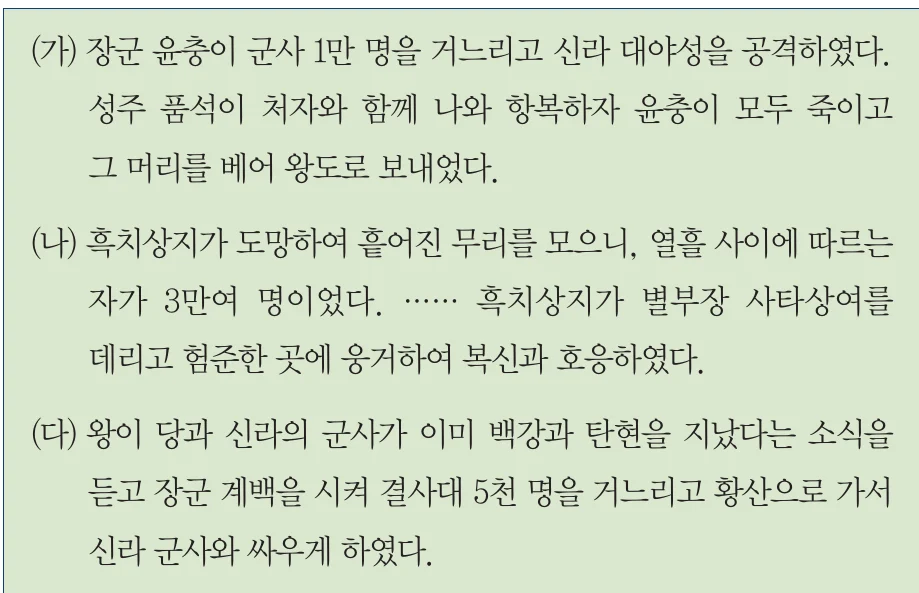 (가) 장군 윤충이 군사 1만 명을 거느리고 신라 대야성을 공격하였다.
성주 품석이 처자와 함께 나와 항복하자 윤충이 모두 죽이고
그 머리를 베어 왕도로 보내었다.
(나) 흑치상지가 도망하여 흩어진 무리를 모으니, 열흘 사이에 따르는
자가 3만여 명이었다. …… 흑치상지가 별부장 사타상여를
데리고 험준한 곳에 웅거하여 복신과 호응하였다.
(다) 왕이 당과 신라의 군사가 이미 백강과 탄현을 지났다는 소식을
듣고 장군 계백을 시켜 결사대 5천 명을 거느리고 황산으로 가서
신라 군사와 싸우게 하였다.